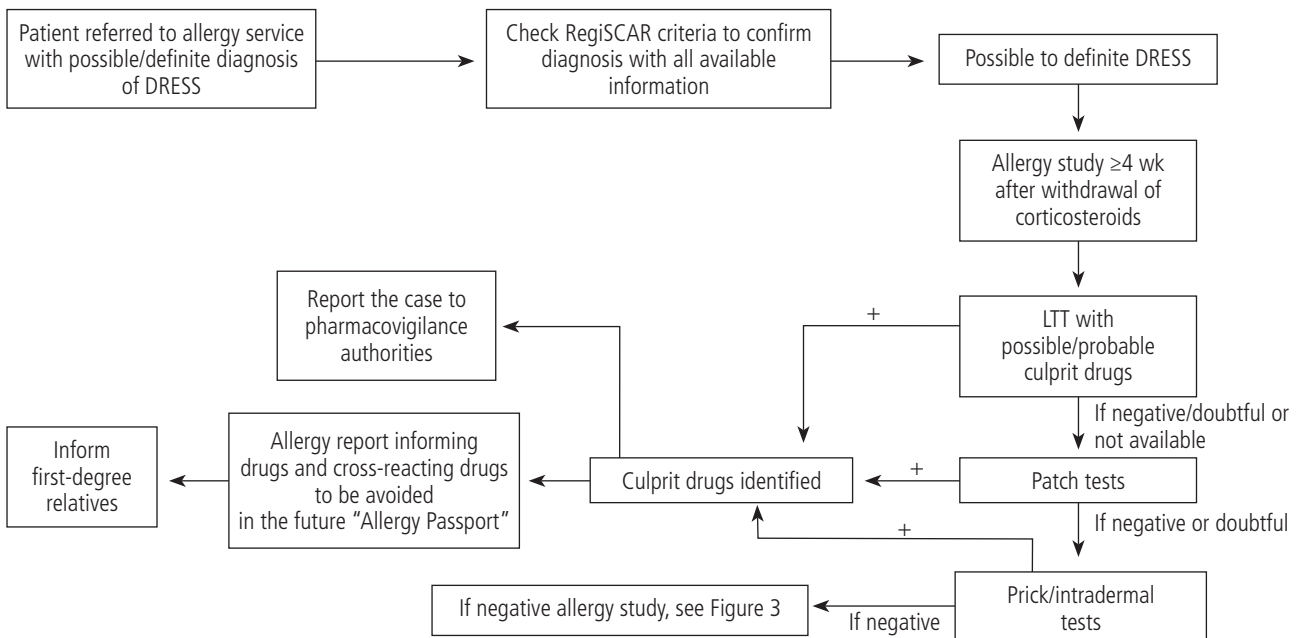 Patient referred to allergy service
with possible/definite diagnosis
of DRESS
Check RegiSCAR criteria to confirm
diagnosis with all available
information
Possible to definite DRESS
Allergy study ≥4 wk
after withdrawal of
corticosteroids
LTT with
possible/probable
culprit drugs
+
If negative/doubtful or
not available
Patch tests
+
If negative or doubtful
Prick/intradermal
tests
+
If negative
If negative allergy study, see Figure 3
Culprit drugs identified
Report the case to
pharmacovigilance
authorities
Allergy report informing
drugs and cross-reacting drugs
to be avoided
in the future “Allergy Passport”
Inform
first-degree
relatives